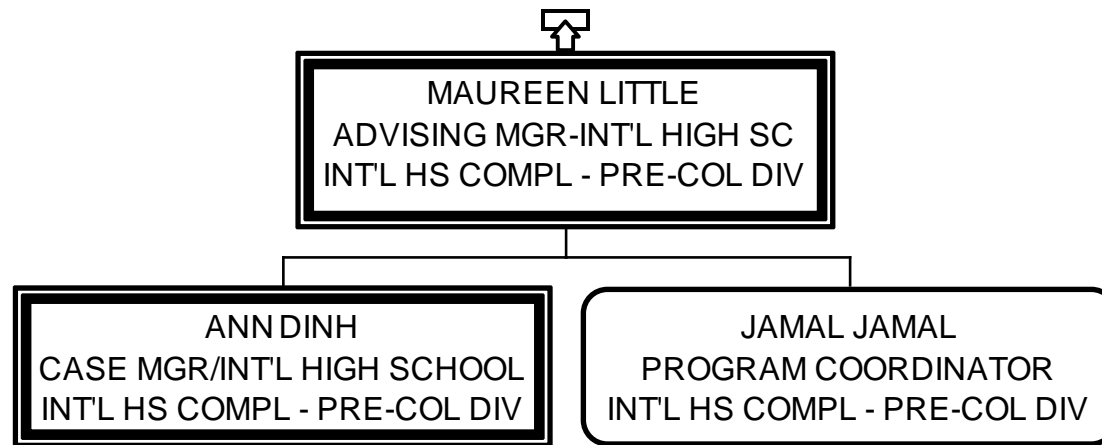 MAUREEN LITTLE
ADVISING MGR-INT'L HIGH SC
INT'L HS COMPL - PRE-COL DIV
ANN DINH
CASE MGR/INT'L HIGH SCHOOL
INT'L HS COMPL - PRE-COL DIV
JAMAL JAMAL
PROGRAM COORDINATOR
INT'L HS COMPL - PRE-COL DIV